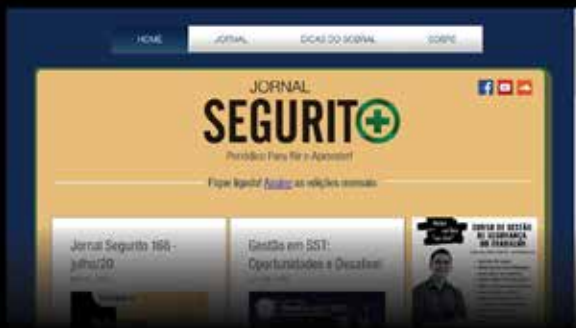 HOME JORNAL DICAS DO SOBRAL SOBRE
JORNAL
SEGURITO
Periódico Para Rir e Aprender!
Fique ligado! Assine as edições mensais
Jornal Segurito 166 -
julho/20
Gestão em SST:
Oportunidades e Desafios!
CURSO DE GESTÃO
DE SEGURANÇA
DO TRABALHO